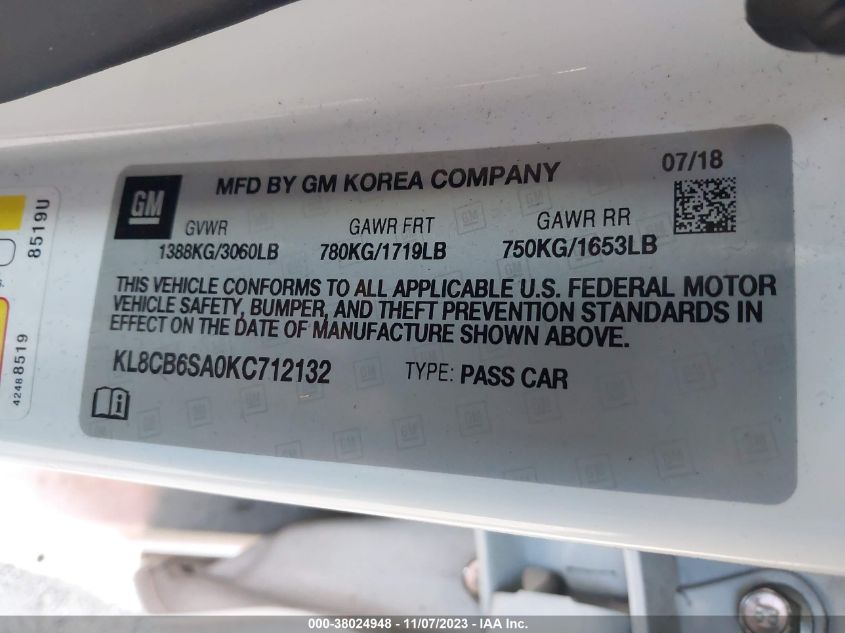 GM
MFD BY GM KOREA COMPANY
07/18
GVWR
GAWR FRT
GAWR RR
1388KG/3060LB
780KG/1719LB
750KG/1653LB
THIS VEHICLE CONFORMS TO ALL APPLICABLE U.S. FEDERAL MOTOR
VEHICLE SAFETY, BUMPER, AND THEFT PREVENTION STANDARDS IN
EFFECT ON THE DATE OF MANUFACTURE SHOWN ABOVE.
KL8CB6SA0KC712132
TYPE: PASS CAR
8519U
42488519
000-38024948 - 11/07/2023 - IAA Inc.